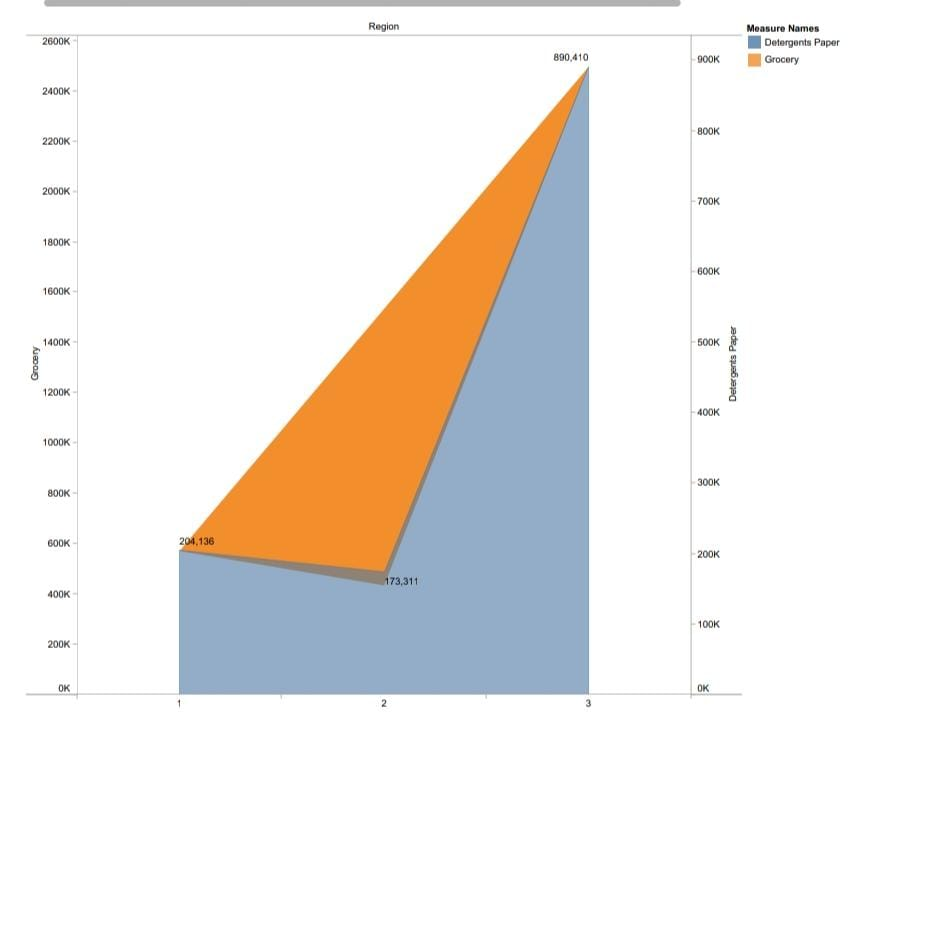 Region
Measure Names
Detergents Paper
Grocery
2600K
2400K
2200K
2000K
1800K
1600K
1400K
1200K
1000K
800K
600K
400K
200K
0K
Grocery
890,410
204,136
173,311
900K
800K
700K
600K
500K
400K
300K
200K
100K
0K
Detergents Paper
1 2 3